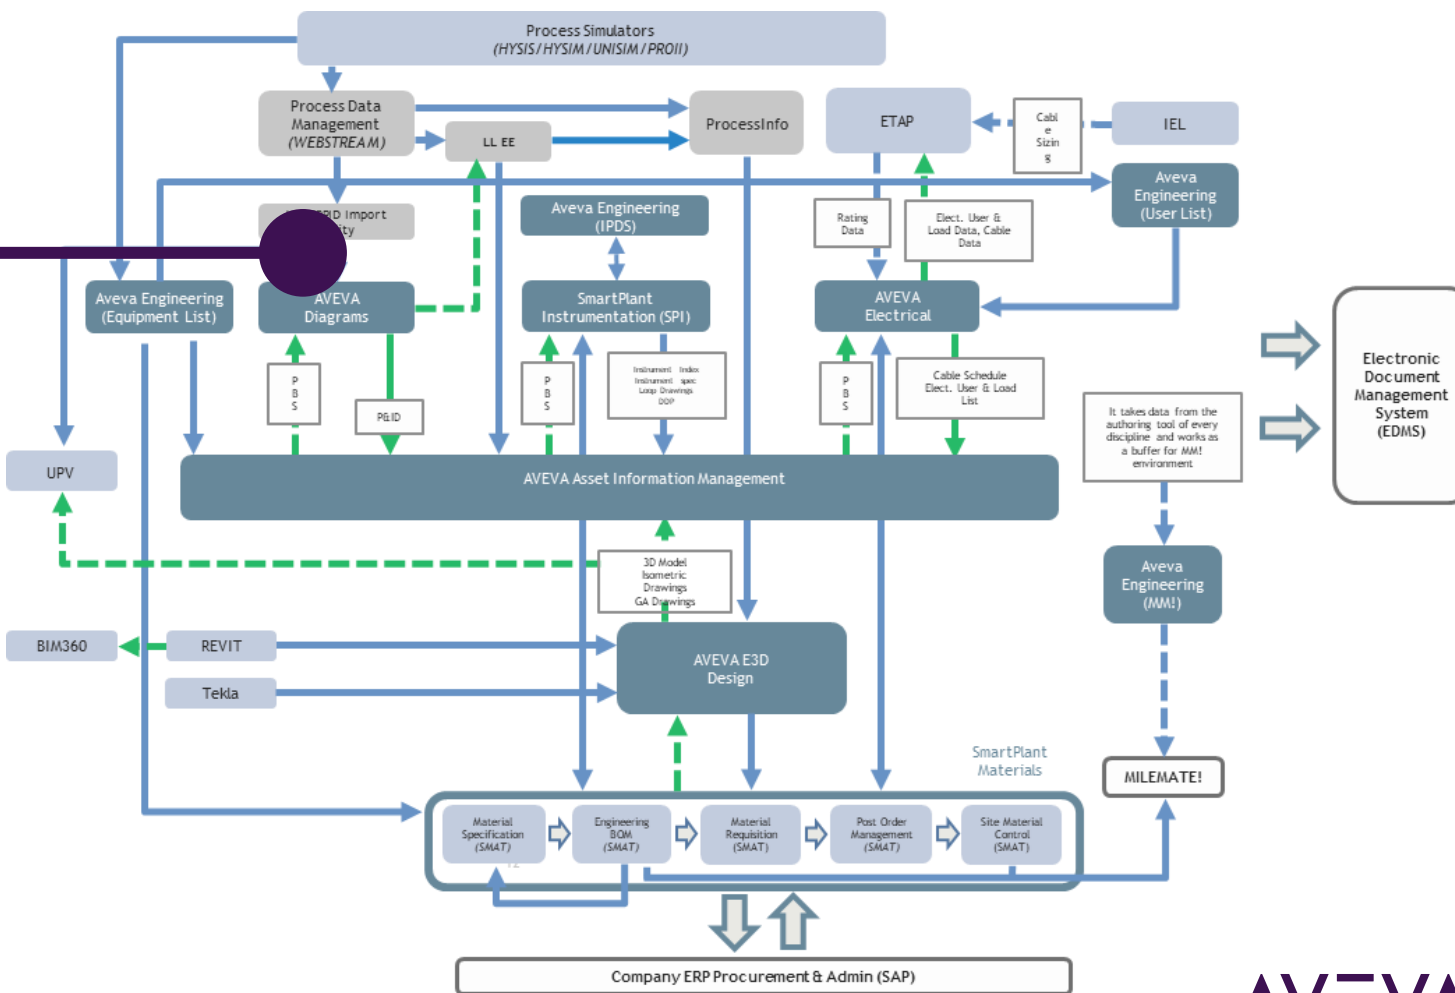 Process Simulators
(HYSIS/HYSIM/UNISIM/PROII)
Process Data
Management
(WEBSTREAM)
LL EE
ProcessInfo
ETAP
Cabl
e
Sizin
g
IEL
Aveva
Engineering
(User List)
PID Import
Aveva Engineering
(IPDS)
Rating
Data
Elect. User &
Load Data, Cable
Data
Aveva Engineering
(Equipment List)
AVEVA
Diagrams
SmartPlant
Instrumentation (SPI)
AVEVA
Electrical
P
B
S
P&ID
P
B
S
Instrument Index
Instrument spec
Loop Drawings
DOP
P
B
S
Cable Schedule
Elect. User & Load
List
Electronic
Document
Management
System
(EDMS)
It takes data from the
authoring tool of every
discipline and works as
a buffer for MM!
environment
UPV
AVEVA Asset Information Management
3D Model
Isometric
Drawings
GA Drawings
Aveva
Engineering
(MM!)
BIM360
REVIT
Tekla
AVEVA E3D
Design
SmartPlant
Materials
MILEMATE!
Material
Specification
(SMAT)
Engineering
BOM
(SMAT)
Material
Requisition
(SMAT)
Post Order
Management
(SMAT)
Site Material
Control
(SMAT)
12
Company ERP Procurement & Admin (SAP)
AVEVA